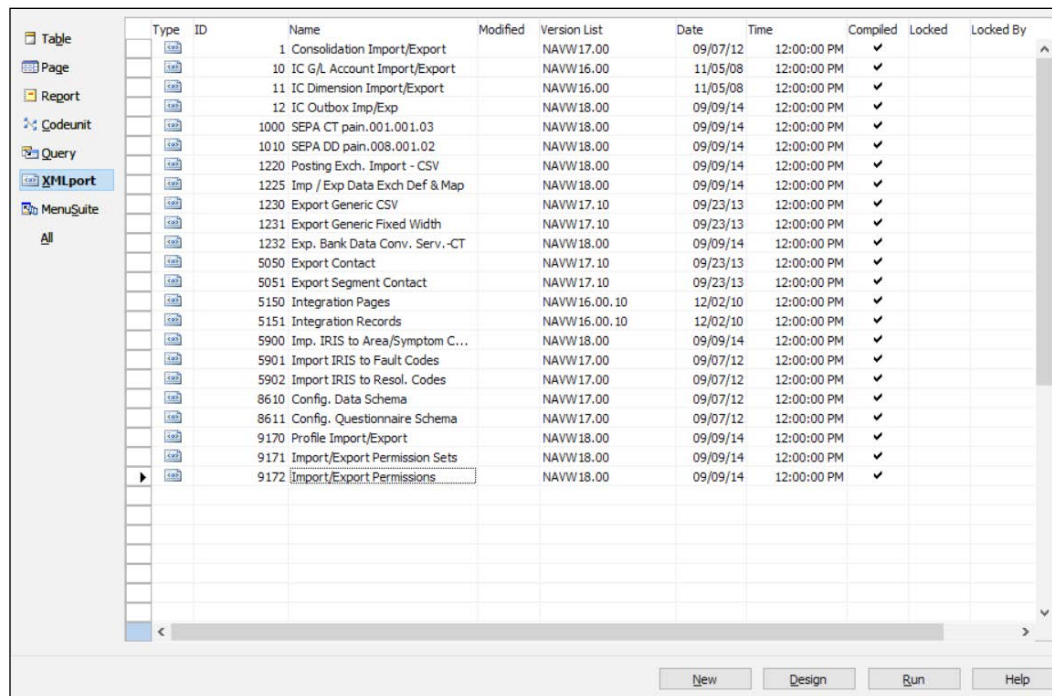 Table
Page
Report
Codeunit
Query
XMLport
MenuSuite
All
Type ID Name Modified Version List Date Time Compiled Locked Locked By
1 Consolidation Import/Export NAVW17.00 09/07/12 12:00:00 PM
10 IC G/L Account Import/Export NAVW16.00 11/05/08 12:00:00 PM
11 IC Dimension Import/Export NAVW16.00 11/05/08 12:00:00 PM
12 IC Outbox Imp/Exp NAVW18.00 09/09/14 12:00:00 PM
1000 SEPA CT pain.001.001.03 NAVW18.00 09/09/14 12:00:00 PM
1010 SEPA DD pain.008.001.02 NAVW18.00 09/09/14 12:00:00 PM
1220 Posting Exch. Import - CSV NAVW18.00 09/09/14 12:00:00 PM
1225 Imp / Exp Data Exch Def & Map NAVW18.00 09/09/14 12:00:00 PM
1230 Export Generic CSV NAVW17.10 09/23/13 12:00:00 PM
1231 Export Generic Fixed Width NAVW17.10 09/23/13 12:00:00 PM
1232 Exp. Bank Data Conv. Serv.-CT NAVW18.00 09/09/14 12:00:00 PM
5050 Export Contact NAVW17.10 09/23/13 12:00:00 PM
5051 Export Segment Contact NAVW17.10 09/23/13 12:00:00 PM
5150 Integration Pages NAVW16.00.10 12/02/10 12:00:00 PM
5151 Integration Records NAVW16.00.10 12/02/10 12:00:00 PM
5900 Imp. IRIS to Area/Symptom C... NAVW18.00 09/09/14 12:00:00 PM
5901 Import IRIS to Fault Codes NAVW17.00 09/07/12 12:00:00 PM
5902 Import IRIS to Resol. Codes NAVW17.00 09/07/12 12:00:00 PM
8610 Config. Data Schema NAVW17.00 09/07/12 12:00:00 PM
8611 Config. Questionnaire Schema NAVW17.00 09/07/12 12:00:00 PM
9170 Profile Import/Export NAVW18.00 09/09/14 12:00:00 PM
9171 Import/Export Permission Sets NAVW18.00 09/09/14 12:00:00 PM
9172 Import/Export Permissions NAVW18.00 09/09/14 12:00:00 PM
New Design Run Help